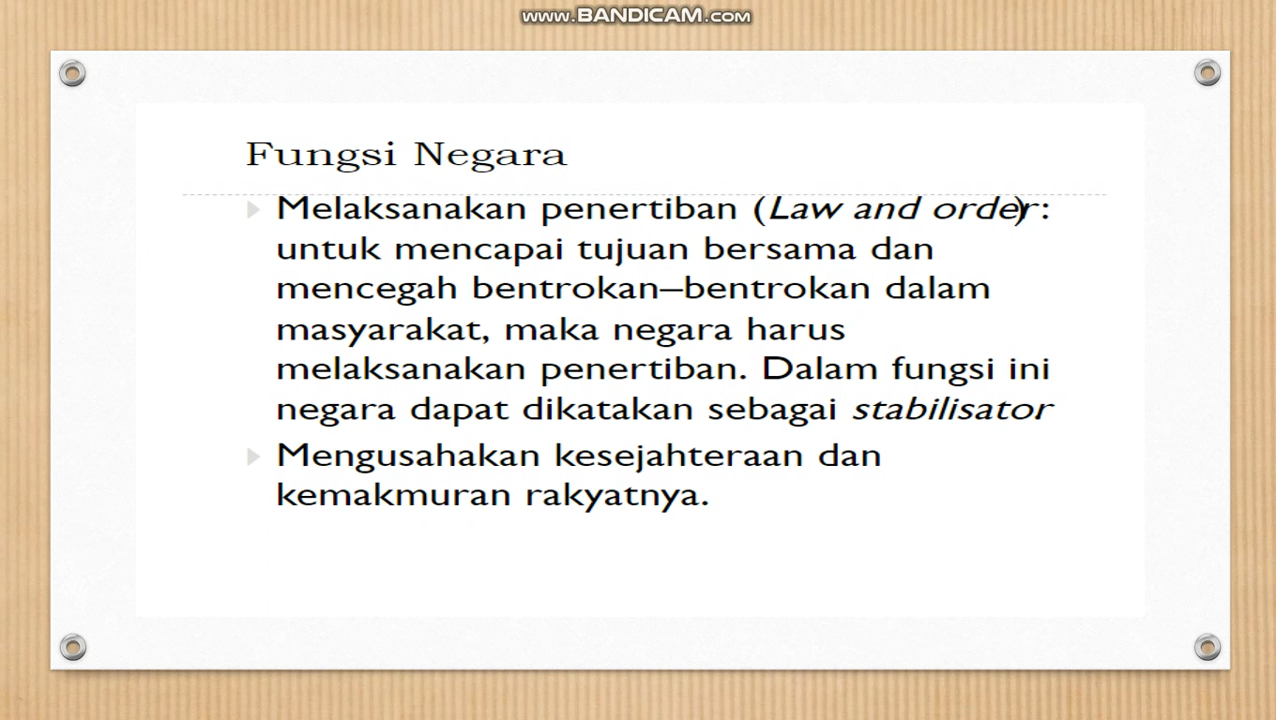 www.BANDICAM.com
Fungsi Negara
Melaksanakan penertiban (Law and order):
untuk mencapai tujuan bersama dan
mencegah bentrokan–bentrokan dalam
masyarakat, maka negara harus
melaksanakan penertiban. Dalam fungsi ini
negara dapat dikatakan sebagai stabilisator
Mengusahakan kesejahteraan dan
kemakmuran rakyatnya.